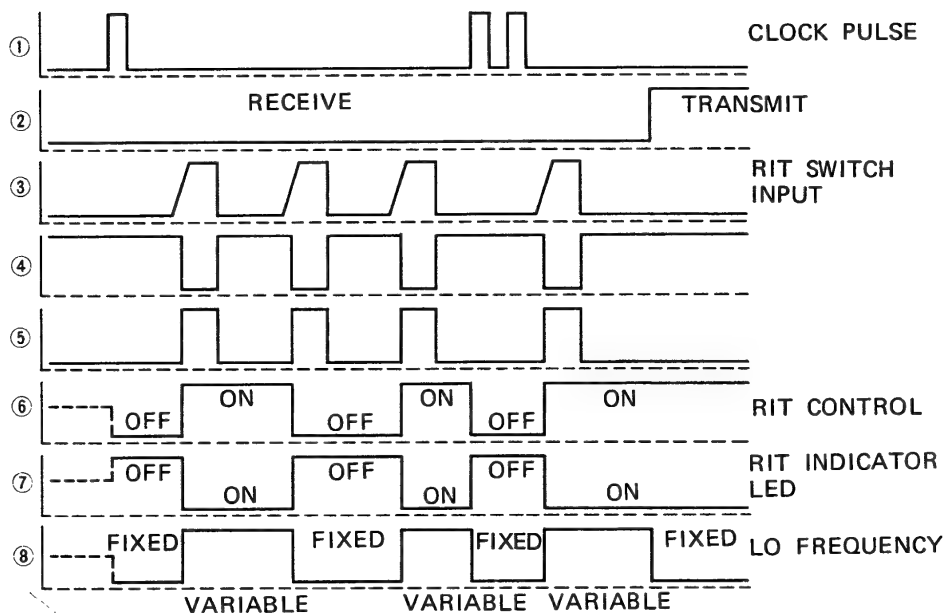 ① CLOCK PULSE
② RECEIVE TRANSMIT
③ RIT SWITCH
INPUT
④
⑤
⑥ OFF ON OFF ON OFF ON RIT CONTROL
⑦ OFF ON OFF ON OFF ON RIT INDICATOR
LED
⑧ FIXED FIXED FIXED FIXED LO FREQUENCY
VARIABLE VARIABLE VARIABLE